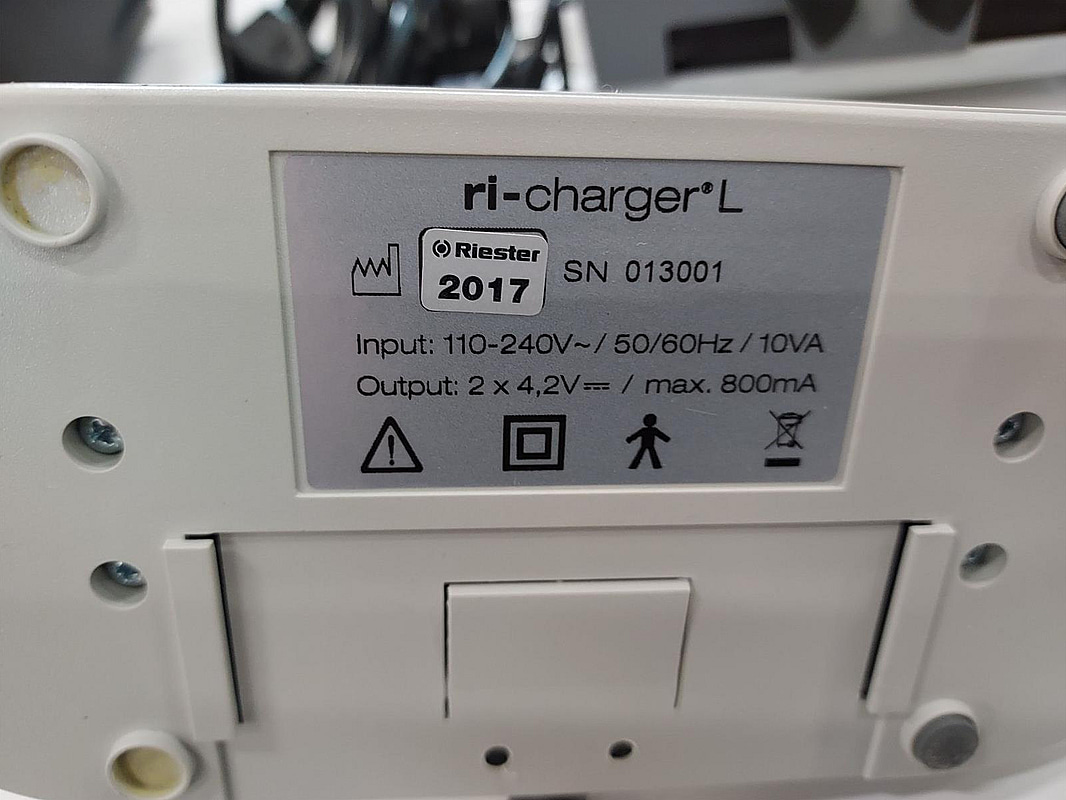 ri-charger® L
Riester
2017
SN 013001
Input: 110-240V~ / 50/60Hz / 10VA
Output: 2 x 4,2V⎓ / max. 800mA